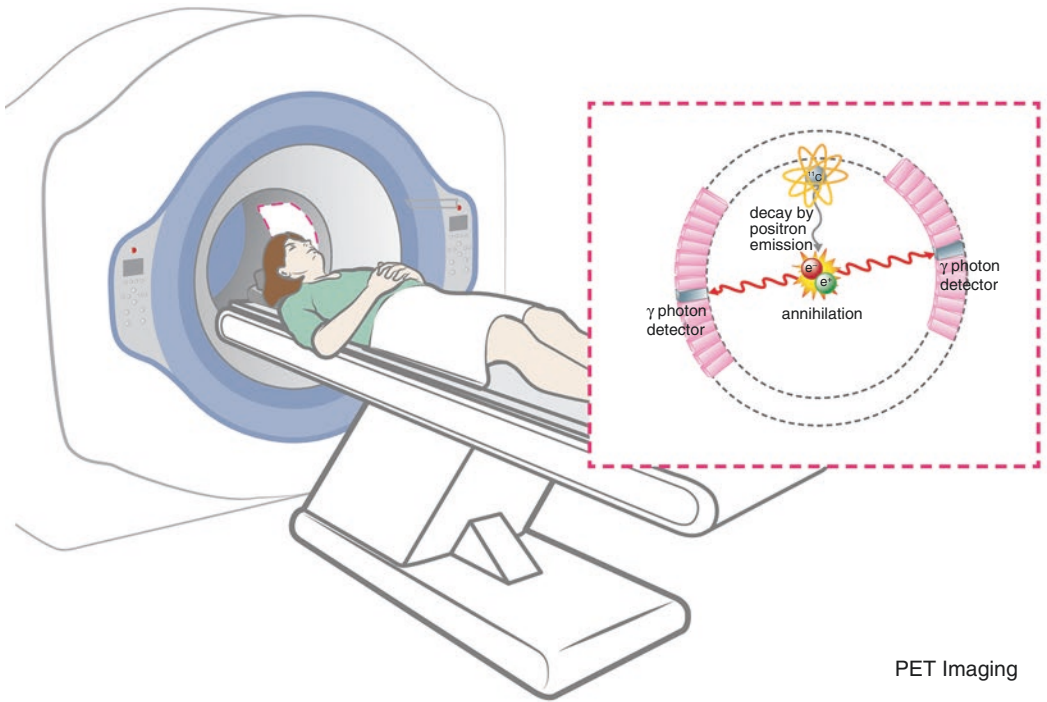 ¹¹C
decay by
positron
emission
e⁻
e⁺
γ photon
detector
γ photon
detector
annihilation
PET Imaging